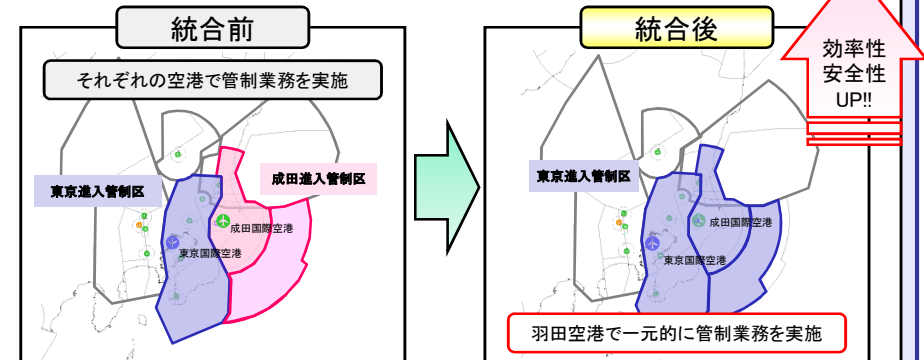 統合前
それぞれの空港で管制業務を実施
東京進入管制区
成田進入管制区
成田国際空港
東京国際空港
統合後
効率性
安全性
UP!!
東京進入管制区
成田国際空港
東京国際空港
羽田空港で一元的に管制業務を実施